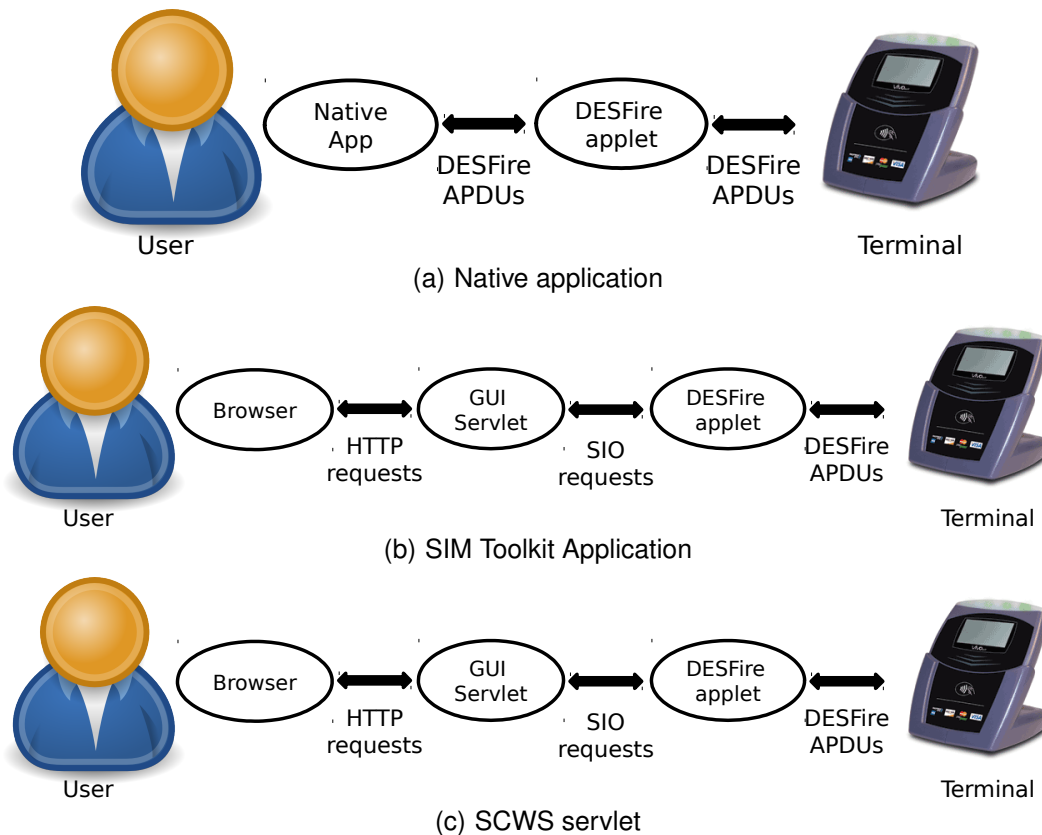 Native
App
DESFire
applet
DESFire
APDUs
DESFire
APDUs
User
Terminal
(a) Native application
Browser
GUI
Servlet
DESFire
applet
HTTP
requests
SIO
requests
DESFire
APDUs
User
Terminal
(b) SIM Toolkit Application
Browser
GUI
Servlet
DESFire
applet
HTTP
requests
SIO
requests
DESFire
APDUs
User
Terminal
(c) SCWS servlet